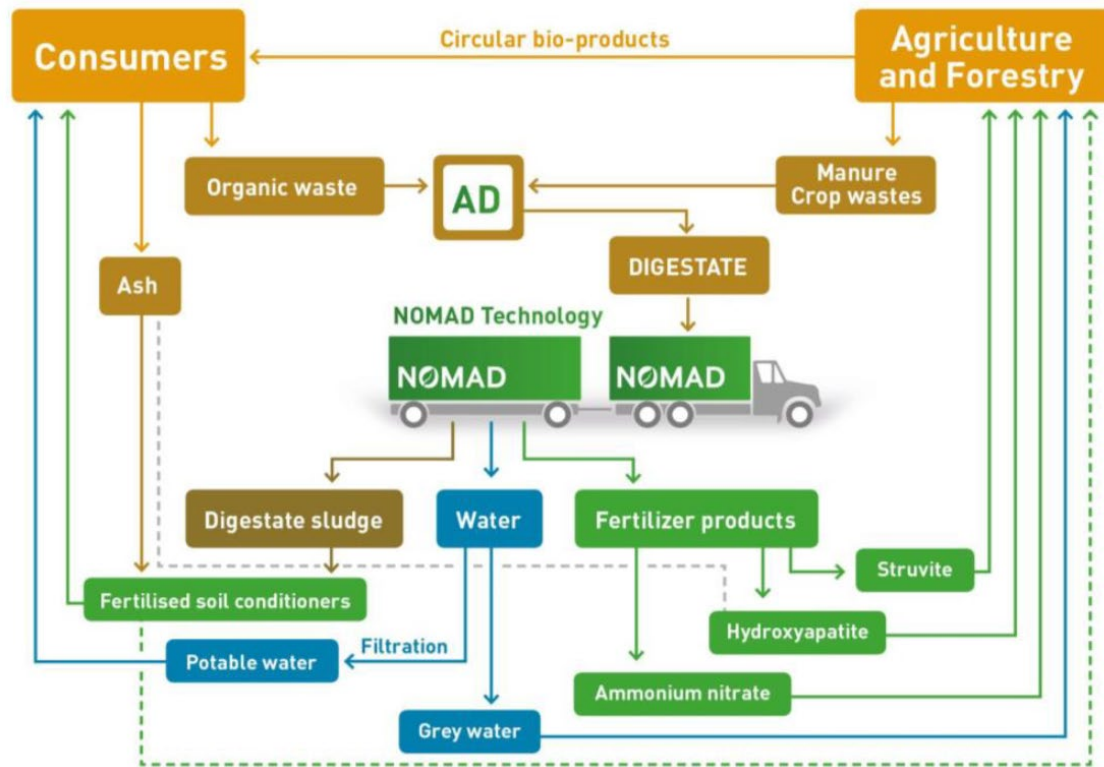 Consumers
Circular bio-products
Agriculture
and Forestry
Organic waste
AD
Manure
Crop wastes
Ash
DIGESTATE
NOMAD Technology
NOMAD
NOMAD
Digestate sludge
Water
Fertilizer products
Struvite
Fertilised soil conditioners
Hydroxyapatite
Filtration
Potable water
Ammonium nitrate
Grey water